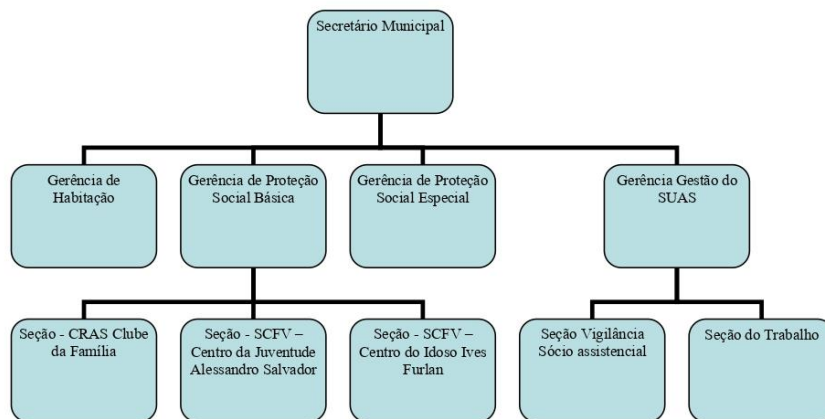 Secretário Municipal
Gerência de
Habitação
Gerência de Proteção
Social Básica
Gerência de Proteção
Social Especial
Gerência Gestão do
SUAS
Seção - CRAS Clube
da Família
Seção - SCFV –
Centro da Juventude
Alessandro Salvador
Seção - SCFV –
Centro do Idoso Ives
Furlan
Seção Vigilância
Sócio assistencial
Seção do Trabalho